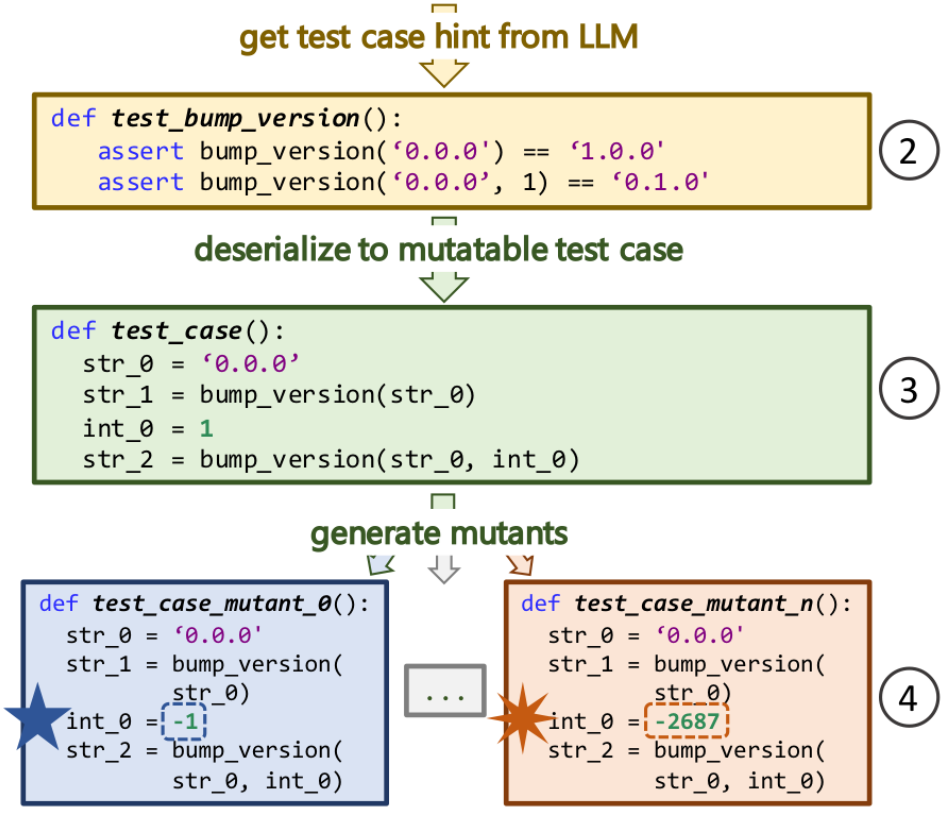 get test case hint from LLM
def test_bump_version():
assert bump_version(‘0.0.0') == ‘1.0.0'
assert bump_version(‘0.0.0’, 1) == ‘0.1.0'
2
deserialize to mutatable test case
def test_case():
str_0 = ‘0.0.0’
str_1 = bump_version(str_0)
int_0 = 1
str_2 = bump_version(str_0, int_0)
3
generate mutants
def test_case_mutant_0():
str_0 = ‘0.0.0'
str_1 = bump_version(
str_0)
int_0 = -1
str_2 = bump_version(
str_0, int_0)
...
def test_case_mutant_n():
str_0 = ‘0.0.0'
str_1 = bump_version(
str_0)
int_0 = -2687
str_2 = bump_version(
str_0, int_0)
4